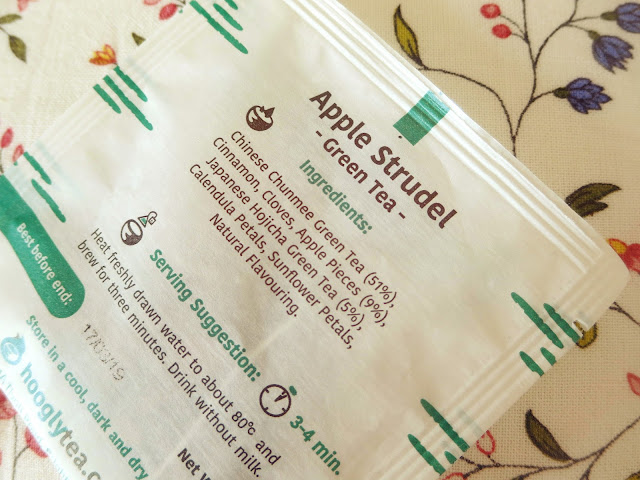 Apple Strudel
- Green Tea -
Ingredients:
Chinese Chunmee Green Tea (51%),
Cinnamon, Cloves, Apple Pieces (9%),
Japanese Hojicha Green Tea (5%),
Calendula Petals, Sunflower Petals,
Natural Flavouring.
Serving Suggestion:
Heat freshly drawn water to about 80°c and
brew for three minutes. Drink without milk.
3-4 min.
Best before end:
Store in a cool, dark and dry
hooglytea.c
Net